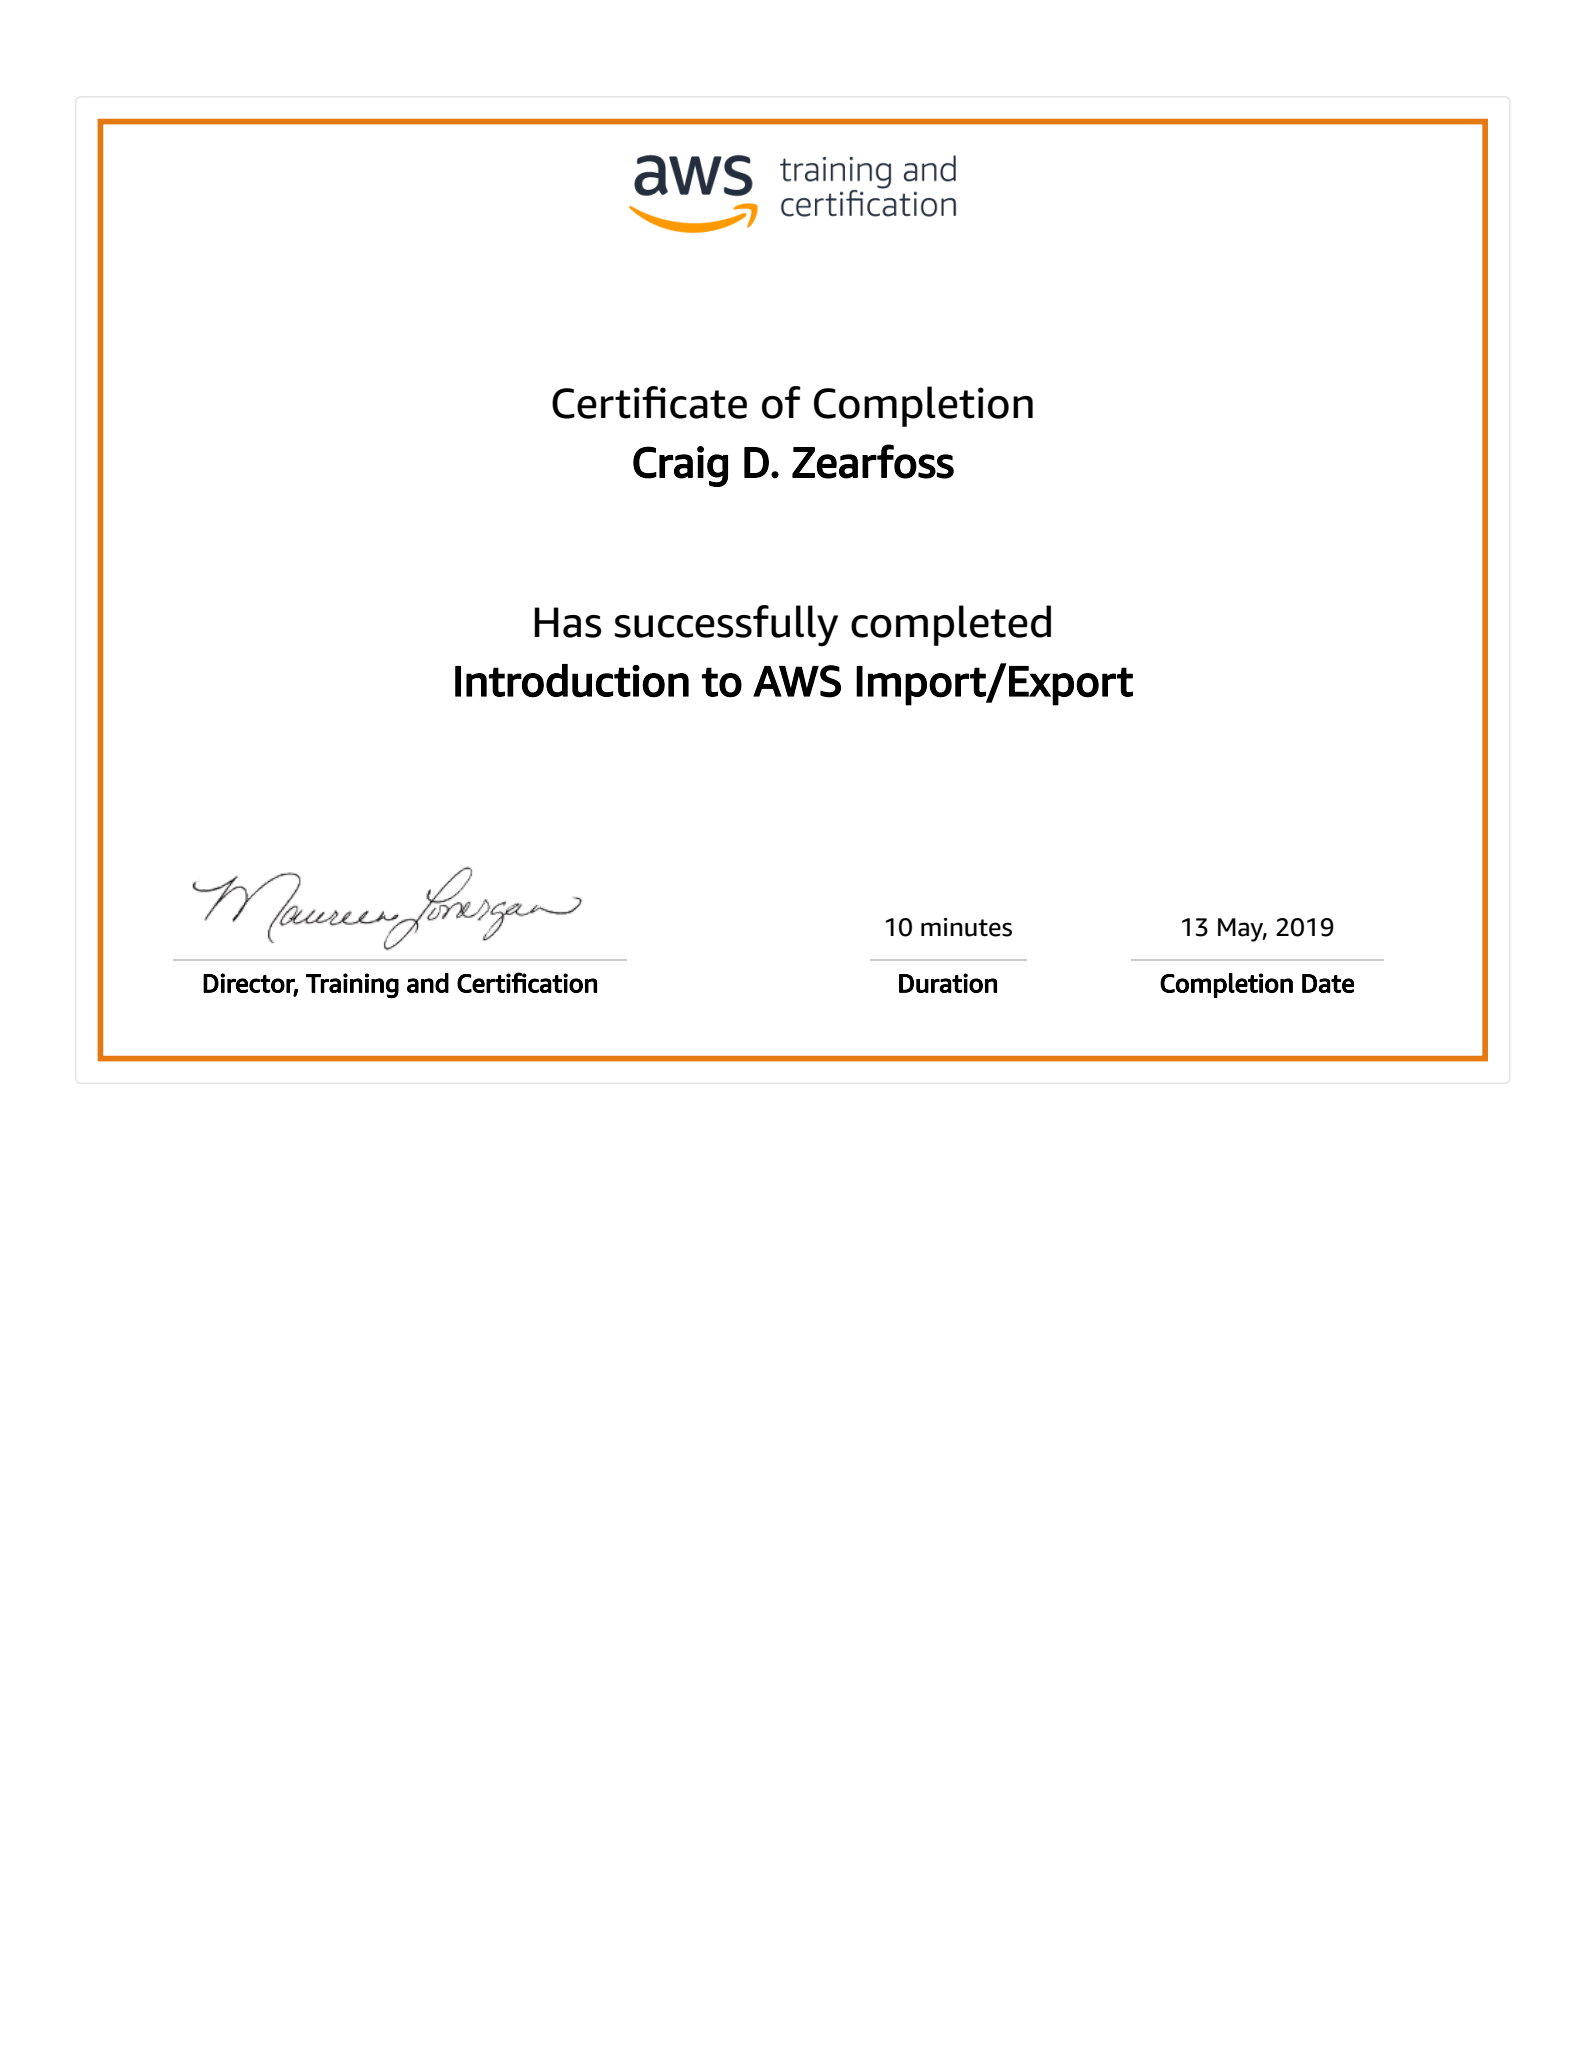 aws training and
certification
Certificate of Completion
Craig D. Zearfoss
Has successfully completed
Introduction to AWS Import/Export
Maureen Lonergan
10 minutes
13 May, 2019
Director, Training and Certification
Duration
Completion Date